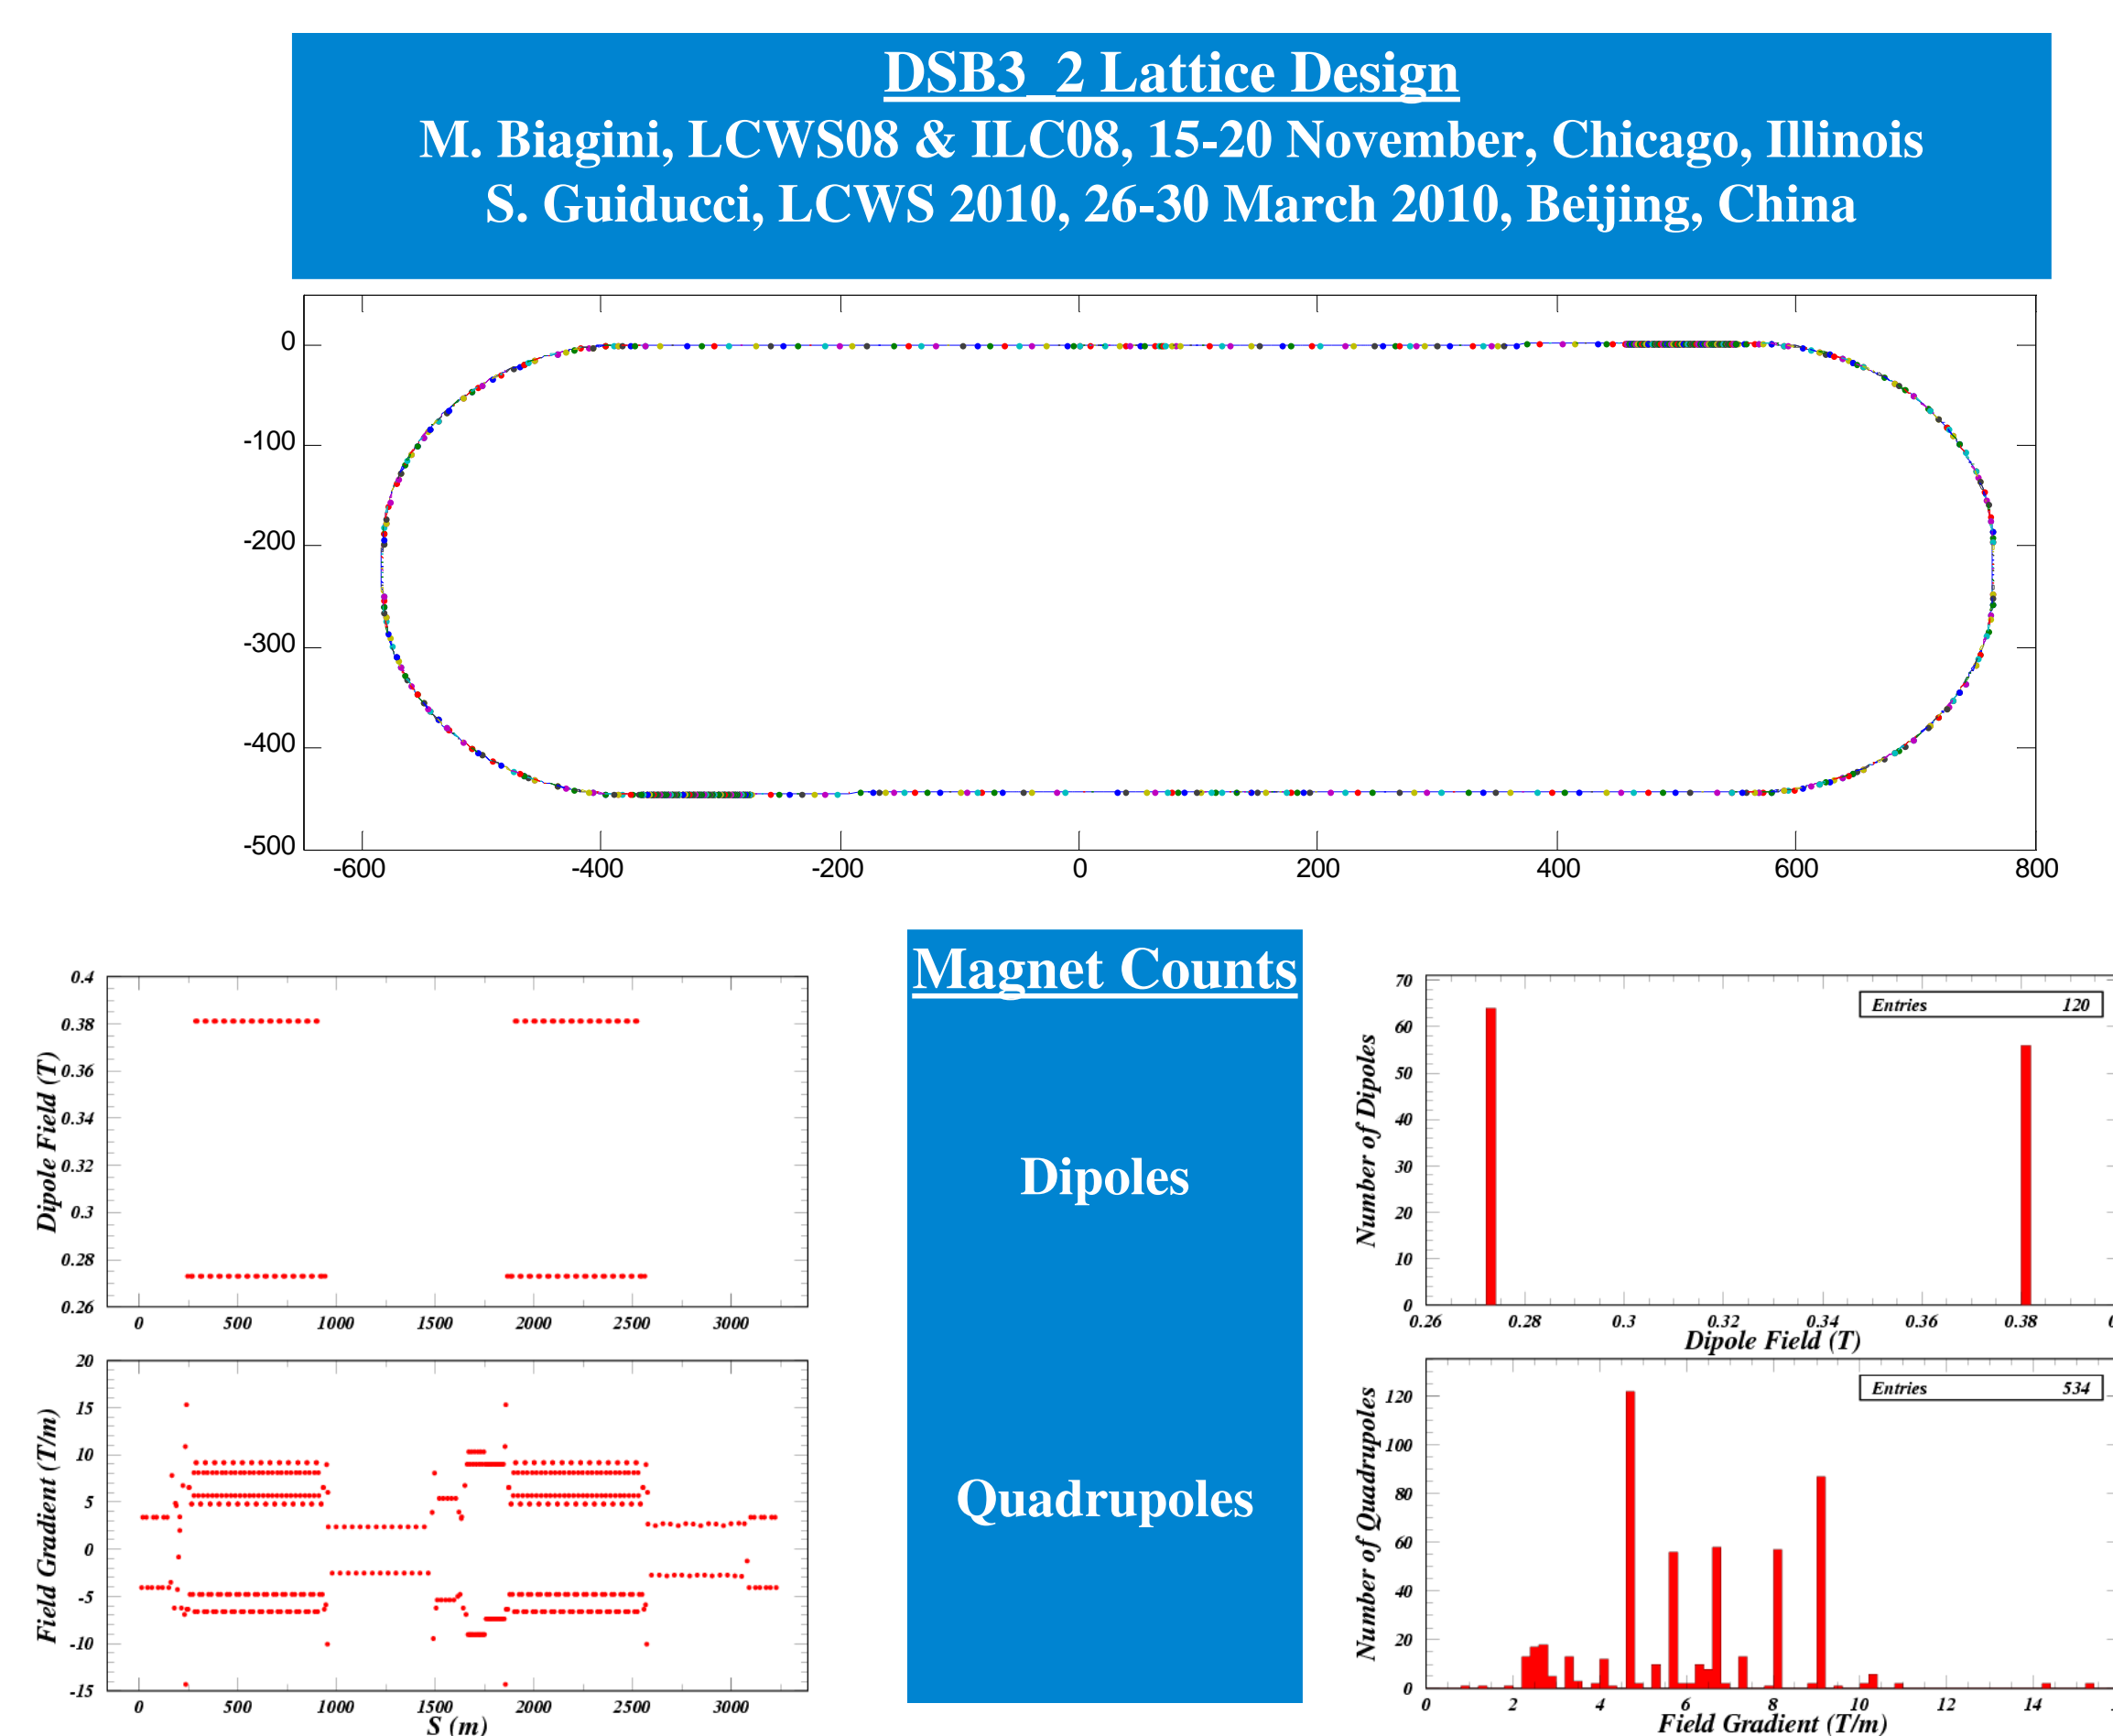 DSB3_2 Lattice Design
M. Biagini, LCWS08 & ILC08, 15-20 November, Chicago, Illinois
S. Guiducci, LCWS 2010, 26-30 March 2010, Beijing, China
0
-100
-200
-300
-400
-500
-600 -400 -200 0 200 400 600 800
Magnet Counts
Dipoles
Quadrupoles
Dipole Field (T)
0.4
0.38
0.36
0.34
0.32
0.3
0.28
0.26
0 500 1000 1500 2000 2500 3000
Number of Dipoles
70
60
50
40
30
20
10
0
Entries 120
0.26 0.28 0.3 0.32 0.34 0.36 0.38
Dipole Field (T)
Field Gradient (T/m)
20
15
10
5
0
-5
-10
-15
0 500 1000 1500 2000 2500 3000
S (m)
Number of Quadrupoles
120
100
80
60
40
20
0
Entries 534
0 2 4 6 8 10 12 14
Field Gradient (T/m)